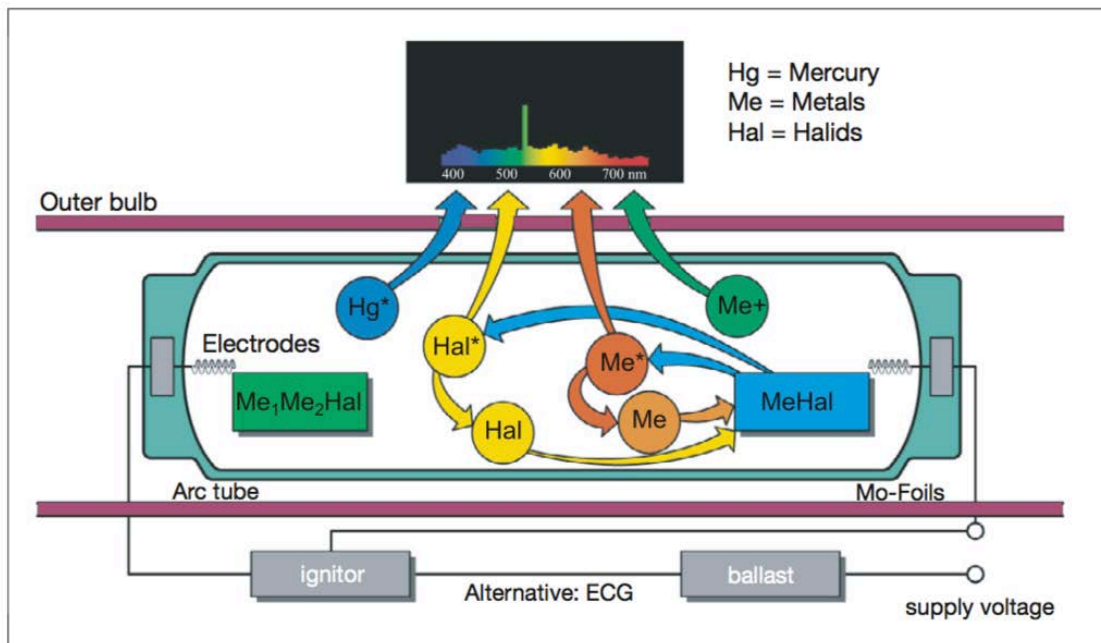 Hg = Mercury
Me = Metals
Hal = Halids
400 500 600 700 nm
Outer bulb
Hg*
Me+
Hal*
Electrodes
Me*
Me₁Me₂Hal
MeHal
Me
Hal
Arc tube
Mo-Foils
ignitor
ballast
Alternative: ECG
supply voltage